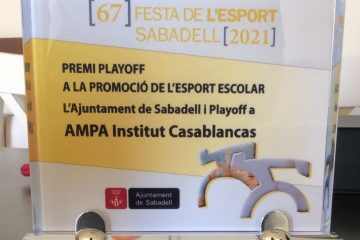 [67] FESTA DE L'ESPORT
SABADELL [2021]
PREMI PLAYOFF
A LA PROMOCIÓ DE L'ESPORT ESCOLAR
L'Ajuntament de Sabadell i Playoff a
AMPA Institut Casablancas
Ajuntament
de Sabadell